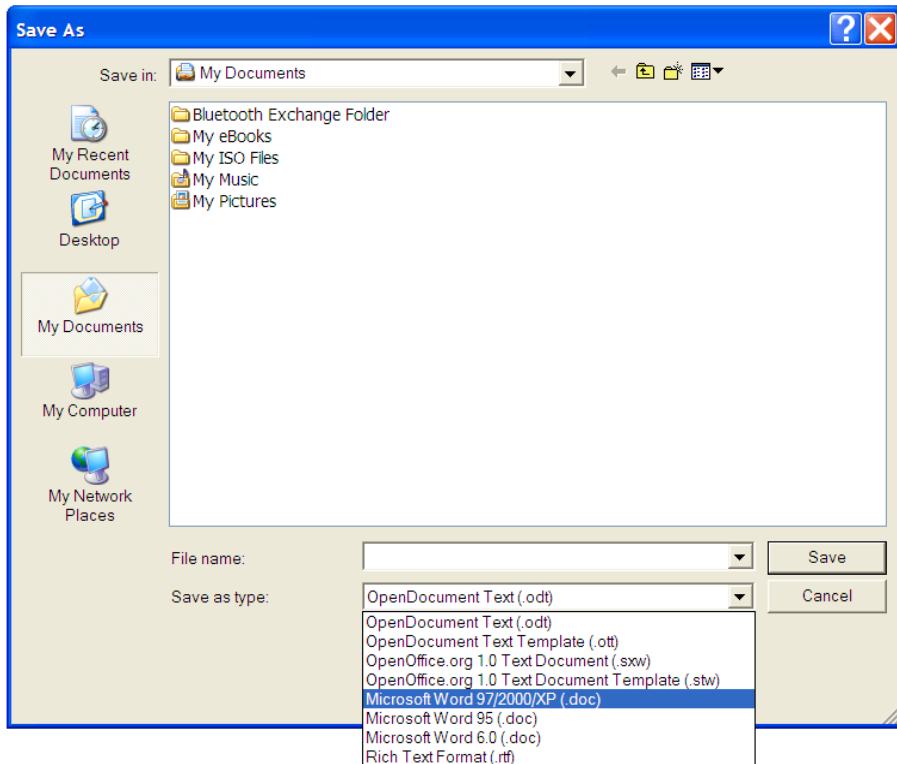 Save As
Save in:
My Documents
My Recent
Documents
Desktop
My Documents
My Computer
My Network
Places
Bluetooth Exchange Folder
My eBooks
My ISO Files
My Music
My Pictures
File name:
Save
Save as type:
OpenDocument Text (.odt)
Cancel
OpenDocument Text (.odt)
OpenDocument Text Template (.ott)
OpenOffice.org 1.0 Text Document (.sxw)
OpenOffice.org 1.0 Text Document Template (.stw)
Microsoft Word 97/2000/XP (.doc)
Microsoft Word 95 (.doc)
Microsoft Word 6.0 (.doc)
Rich Text Format (.rtf)